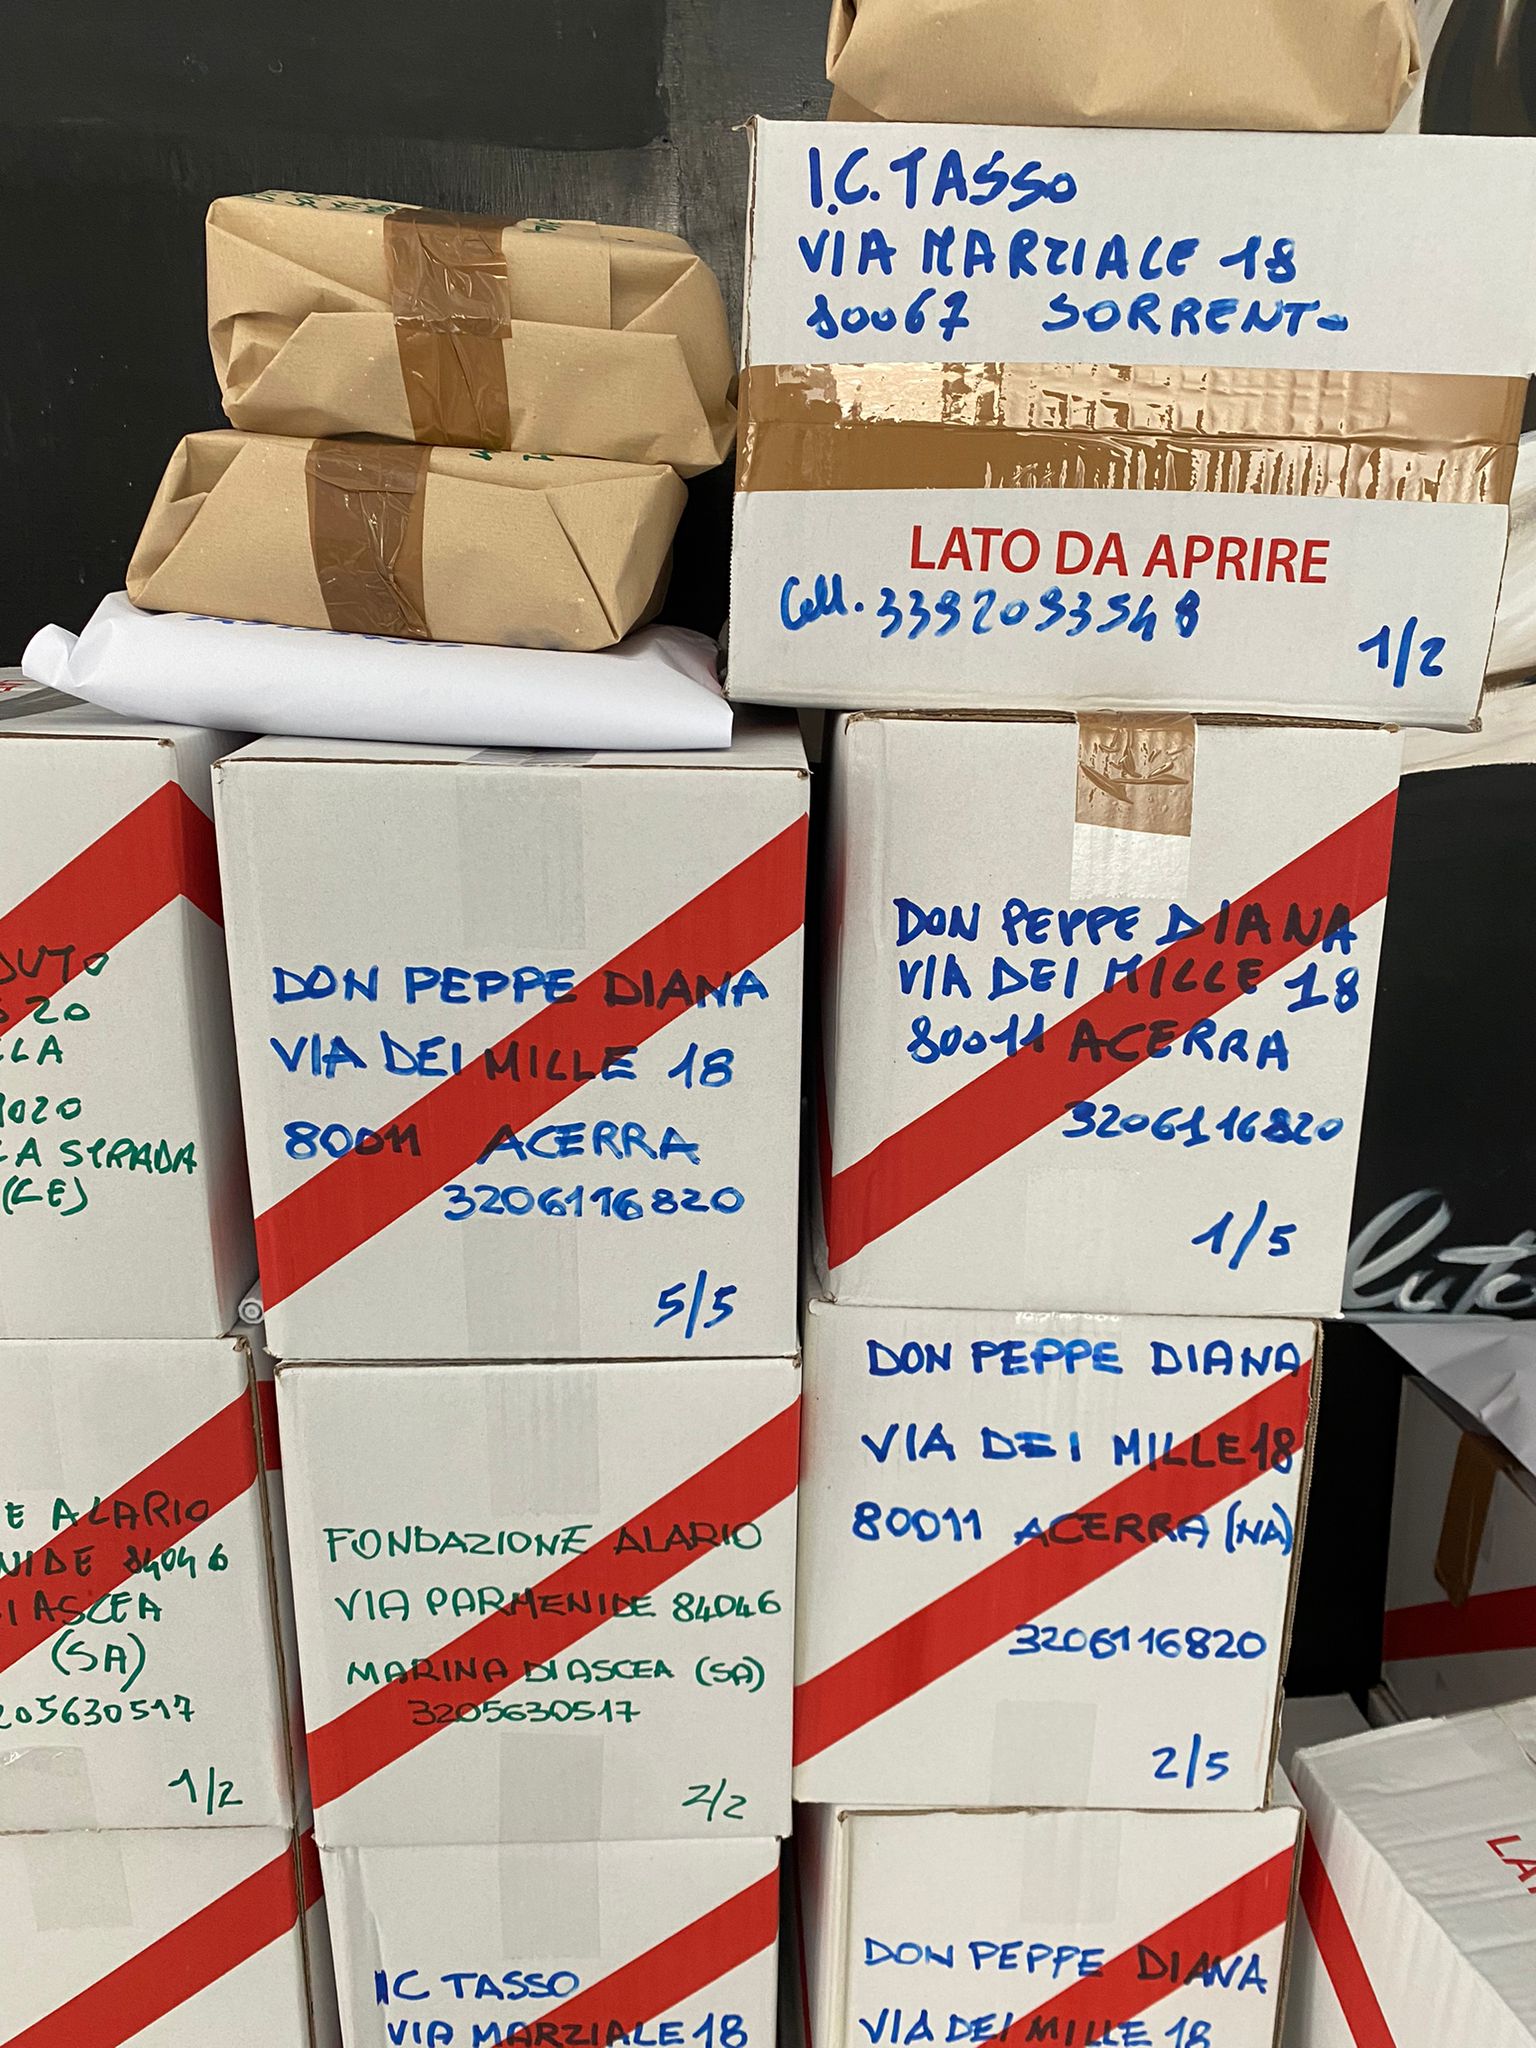 I.C. TASSO
VIA MARZIALE 18
80067 SORRENTO
LATO DA APRIRE
Cell. 3392093548
1/2
DON PEPPE DIANA
VIA DEI MILLE 18
80011 ACERRA
3206116820
5/5
DON PEPPE DIANA
VIA DEI MILLE 18
80011 ACERRA
3206116820
1/5
20
A STRADA
(CE)
E ALARIO
84046
ASCEA
(SA)
205630517
1/2
FONDAZIONE ALARIO
VIA PARMENIDE 84046
MARINA DI ASCEA (SA)
3205630517
2/2
DON PEPPE DIANA
VIA DEI MILLE 18
80011 ACERRA (NA)
3206116820
2/5
IC TASSO
VIA MARZIALE 18
DON PEPPE DIANA
VIA DEI MILLE 18